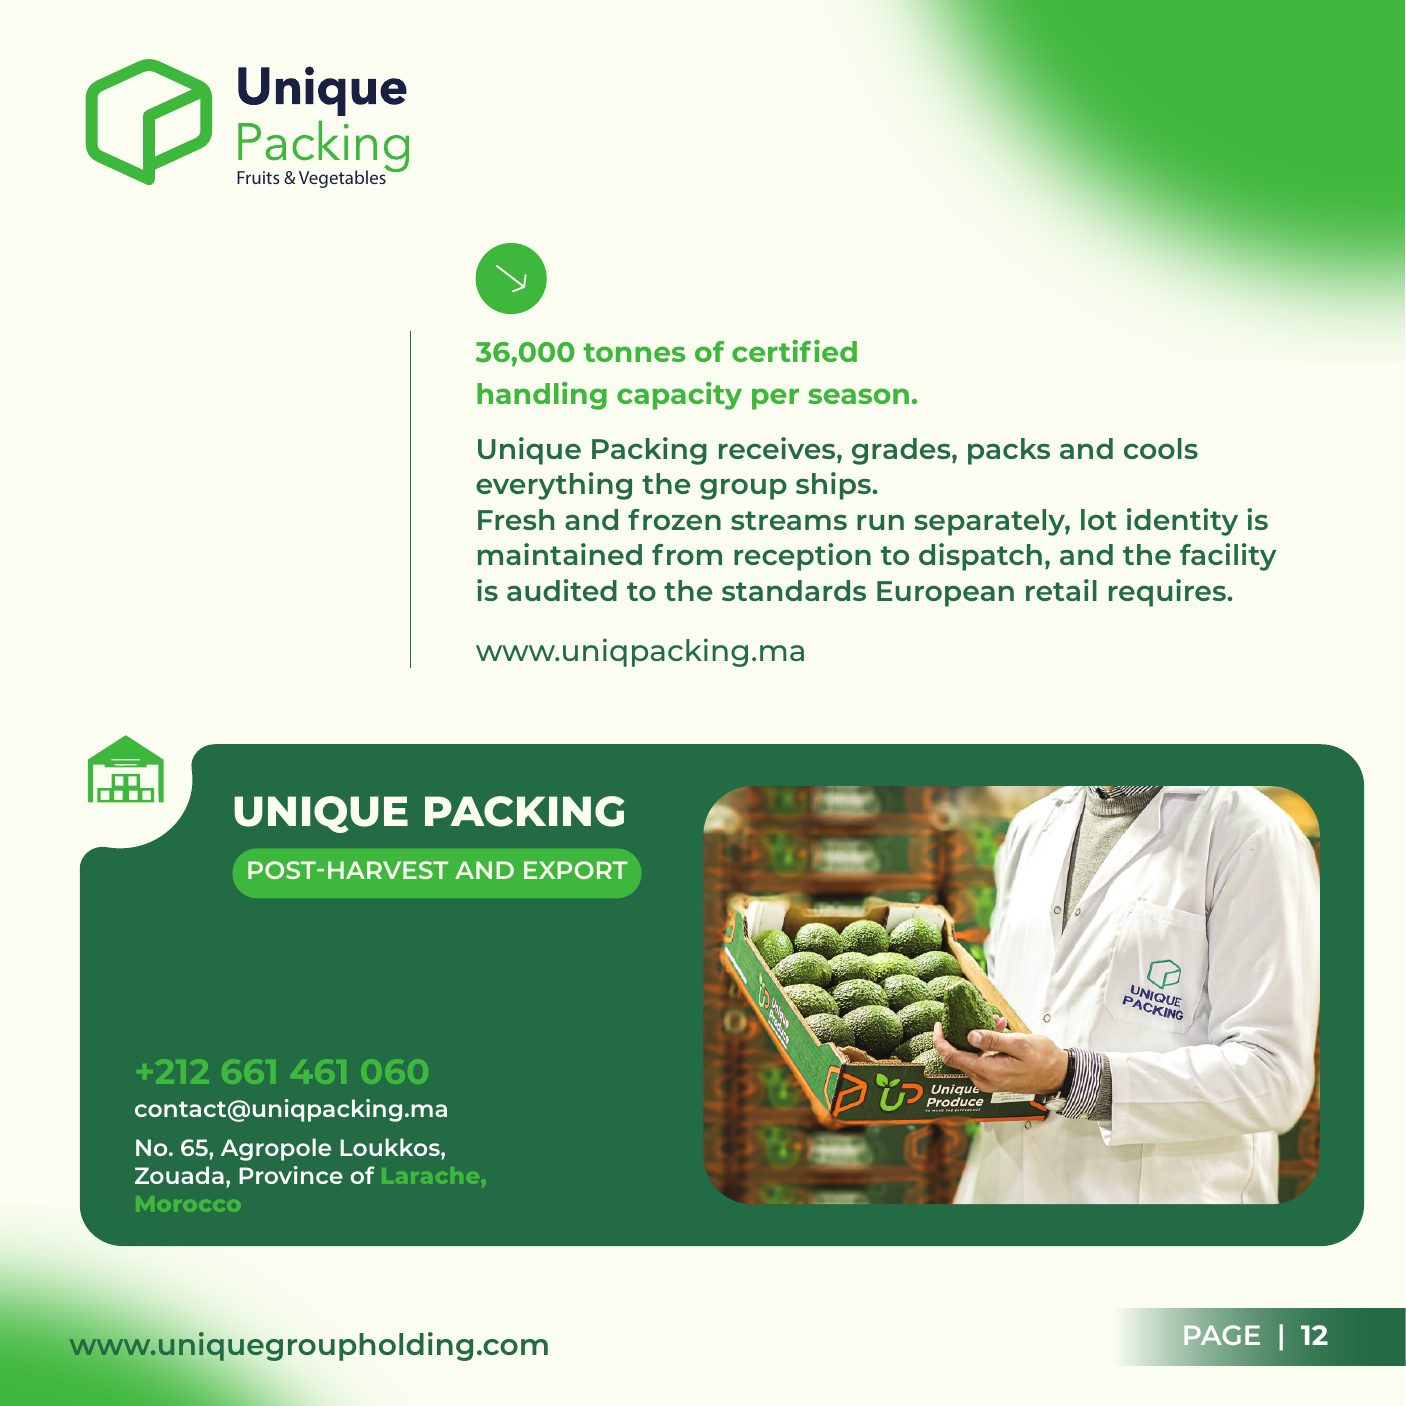 Unique
Packing
Fruits & Vegetables
36,000 tonnes of certified
handling capacity per season.
Unique Packing receives, grades, packs and cools
everything the group ships.
Fresh and frozen streams run separately, lot identity is
maintained from reception to dispatch, and the facility
is audited to the standards European retail requires.
www.uniqpacking.ma
UNIQUE PACKING
POST-HARVEST AND EXPORT
+212 661 461 060
contact@uniqpacking.ma
No. 65, Agropole Loukkos,
Zouada, Province of Larache,
Morocco
UNIQUE
PACKING
Unique
Produce
UP
Unique
Produce
www.uniquegroupholding.com
PAGE | 12